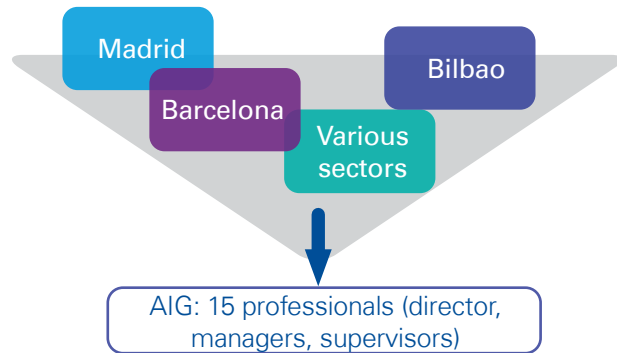 Madrid
Bilbao
Barcelona
Various
sectors
AIG: 15 professionals (director,
managers, supervisors)